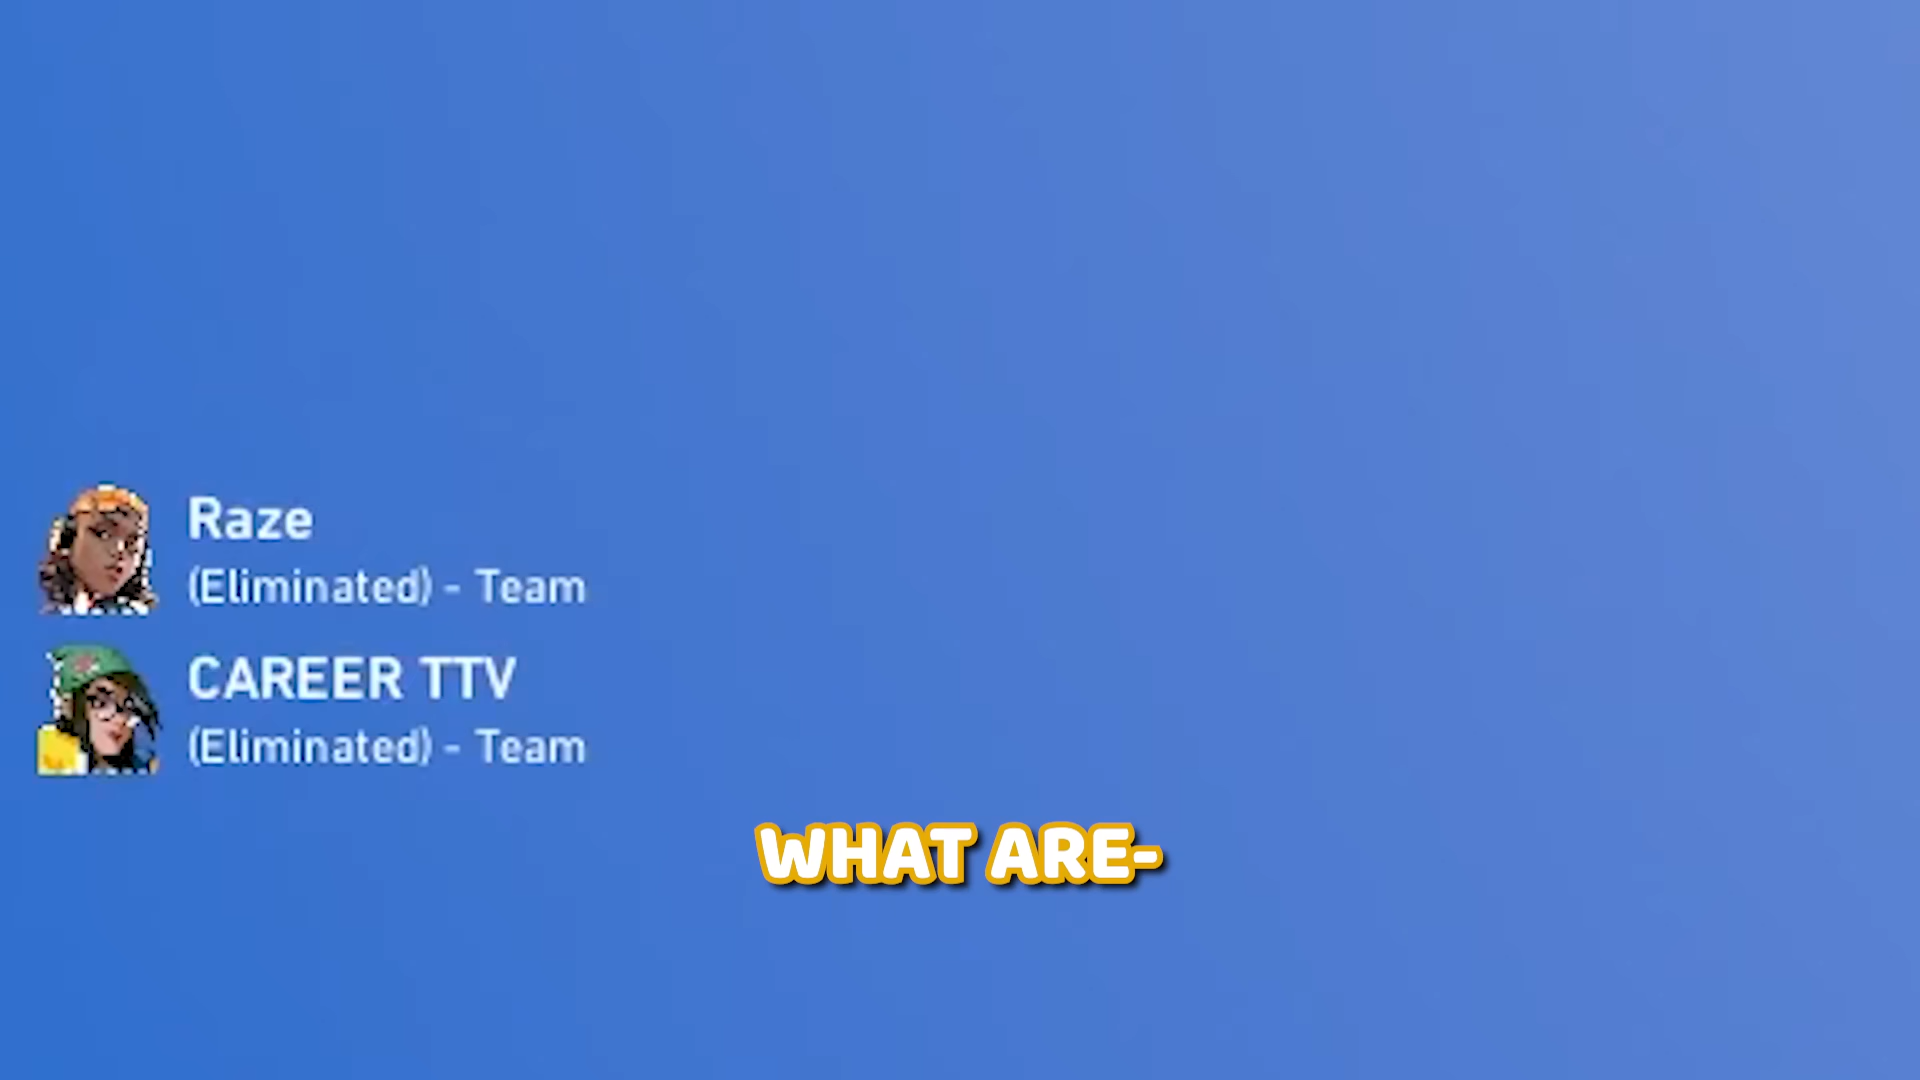 Raze
(Eliminated) - Team
CAREER TTV
(Eliminated) - Team
WHAT ARE-